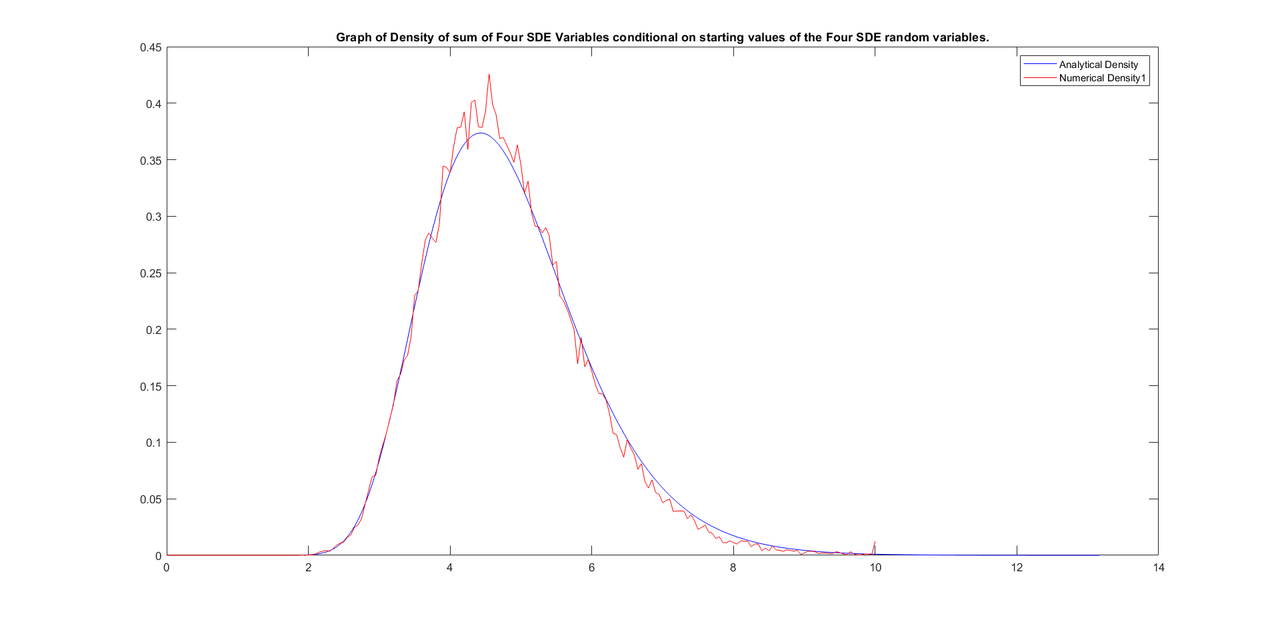 Graph of Density of sum of Four SDE Variables conditional on starting values of the Four SDE random variables.
Analytical Density
Numerical Density1
0.45
0.4
0.35
0.3
0.25
0.2
0.15
0.1
0.05
0
0 2 4 6 8 10 12 14